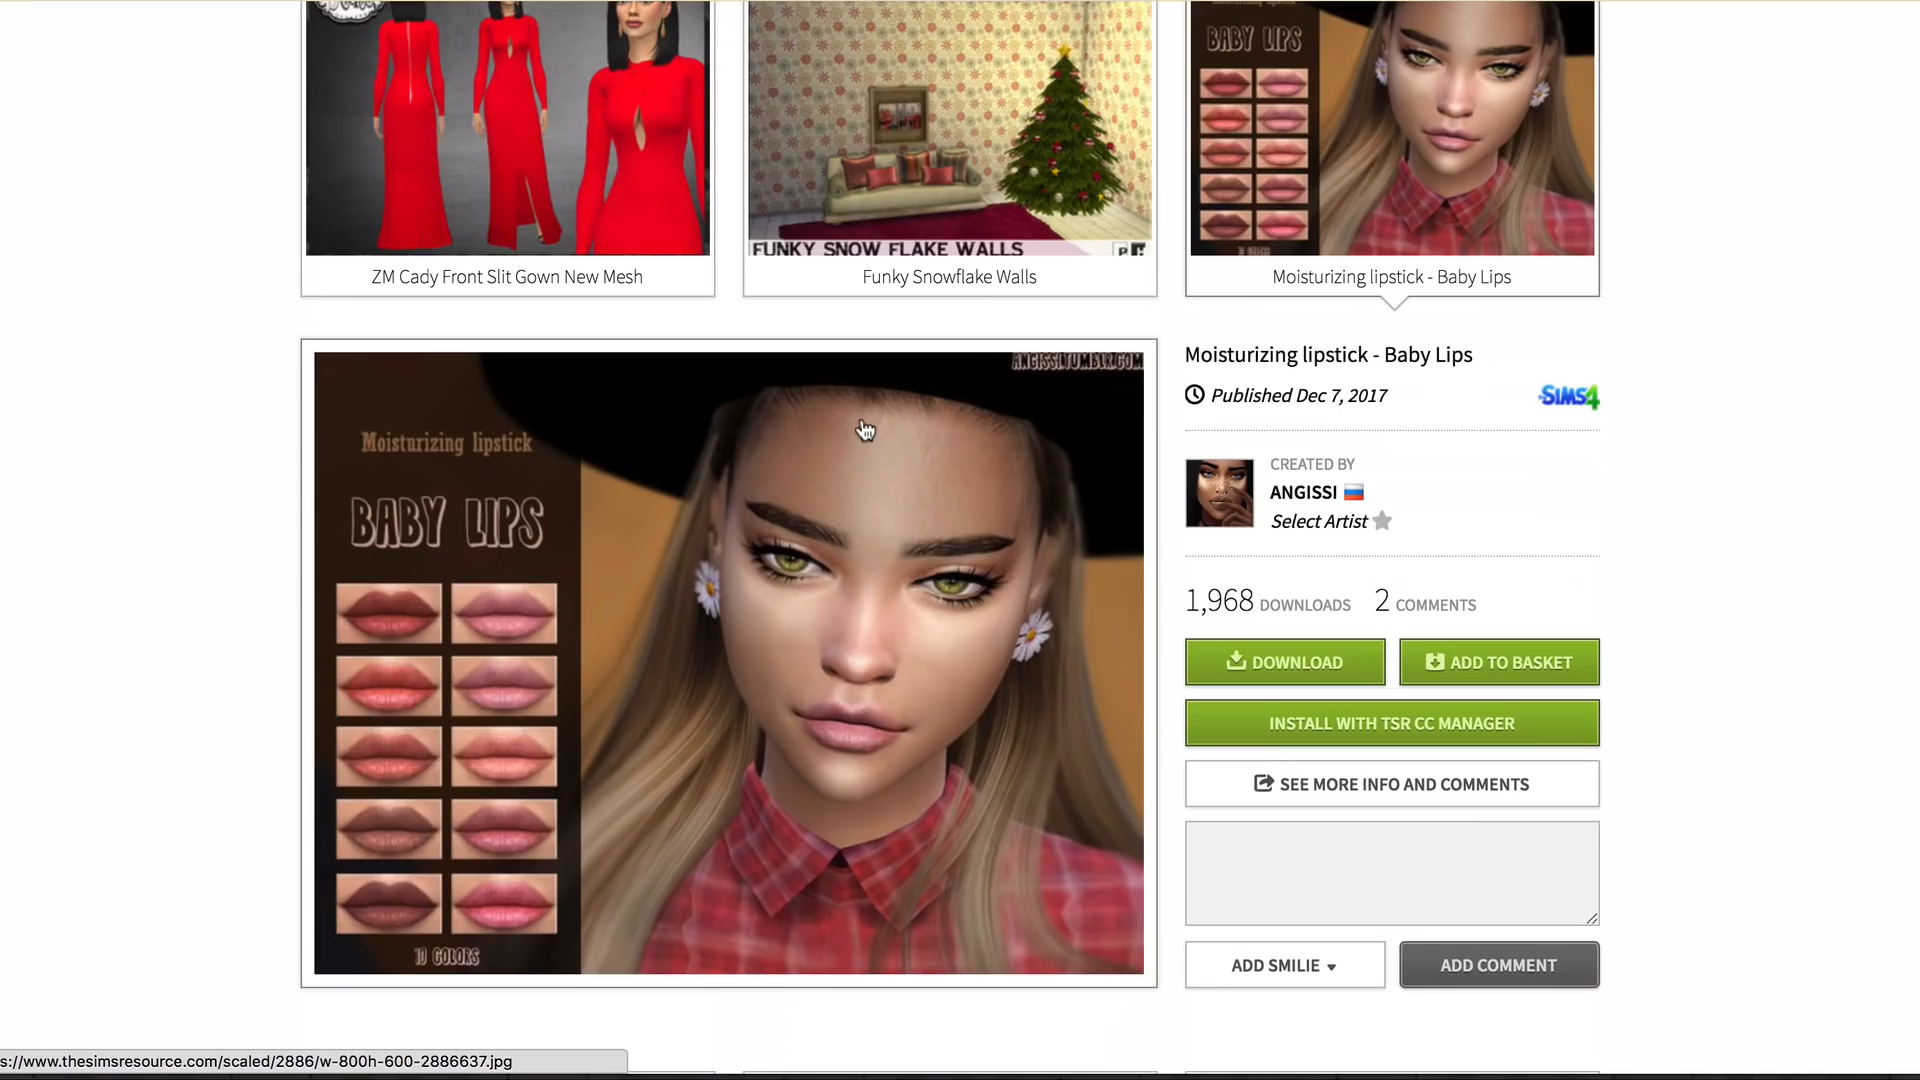 Moisturizing lipstick
BABY LIPS
FUNKY SNOW FLAKE WALLS
ZM Cady Front Slit Gown New Mesh
Funky Snowflake Walls
Moisturizing lipstick - Baby Lips
ANGISSI.TUMBLR.COM
Moisturizing lipstick
BABY LIPS
10 COLORS
Moisturizing lipstick - Baby Lips
Published Dec 7, 2017
SIMS4
CREATED BY
ANGISSI
Select Artist
1,968 DOWNLOADS 2 COMMENTS
DOWNLOAD
ADD TO BASKET
INSTALL WITH TSR CC MANAGER
SEE MORE INFO AND COMMENTS
ADD SMILIE
ADD COMMENT
s://www.thesimsresource.com/scaled/2886/w-800h-600-2886637.jpg